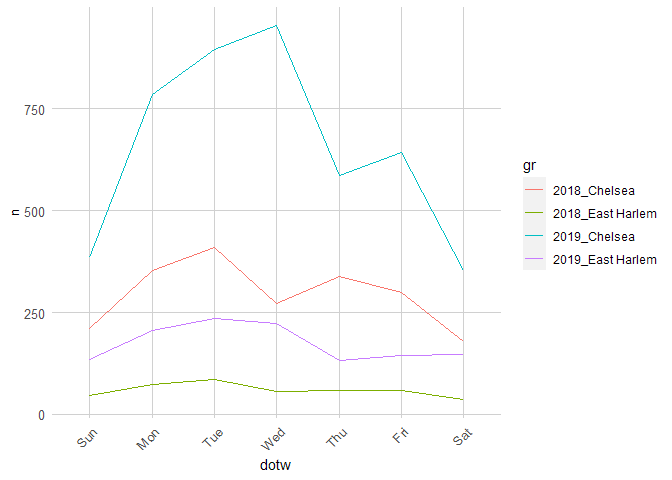 750
500
250
0
n
Sun Mon Tue Wed Thu Fri Sat
dotw
gr
2018_Chelsea
2018_East Harlem
2019_Chelsea
2019_East Harlem